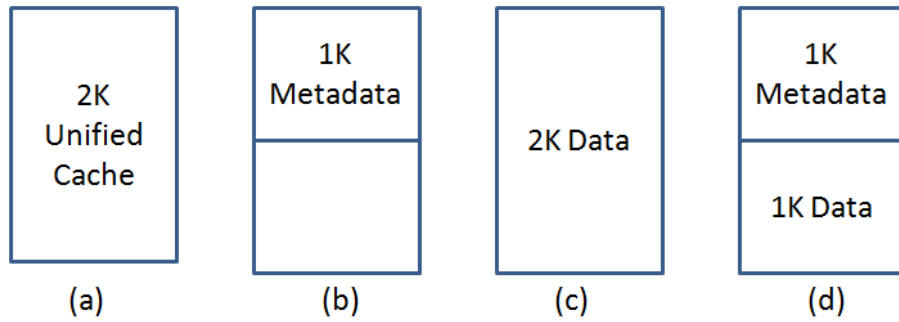 2K
Unified
Cache
1K
Metadata
2K Data
1K
Metadata
1K Data
(a)
(b)
(c)
(d)